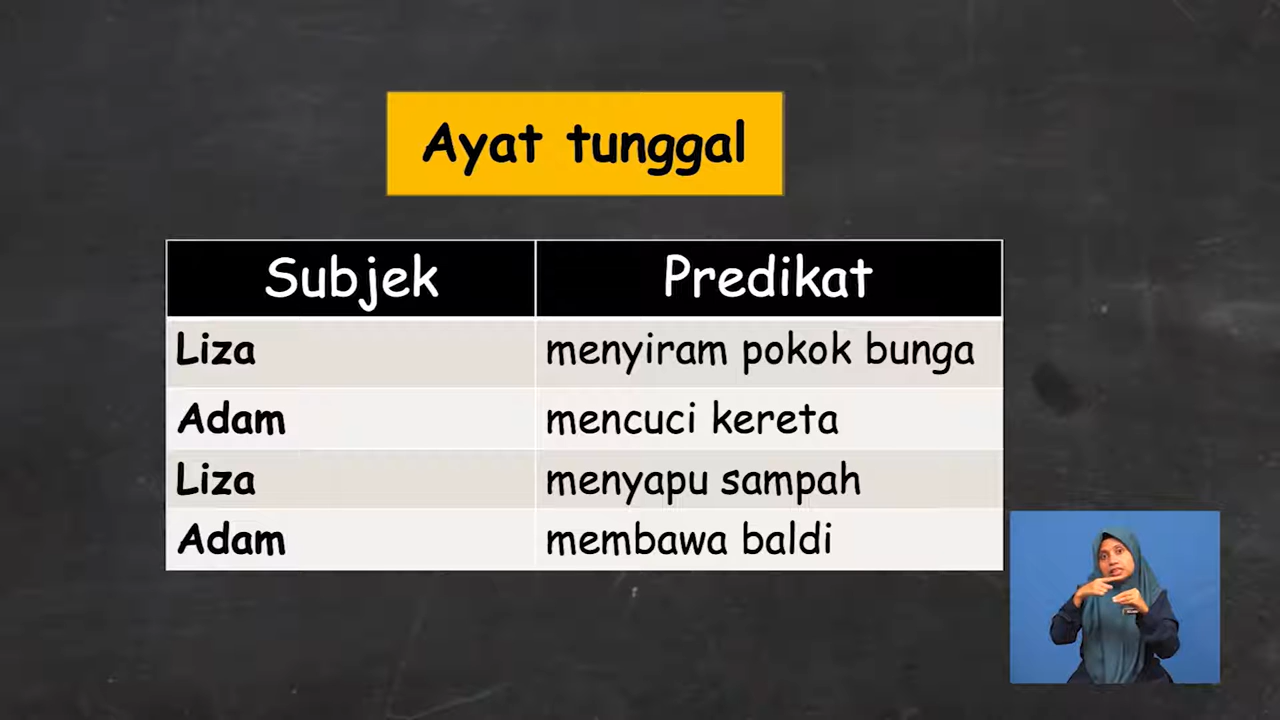 Ayat tunggal
Subjek Predikat
Liza menyiram pokok bunga
Adam mencuci kereta
Liza menyapu sampah
Adam membawa baldi